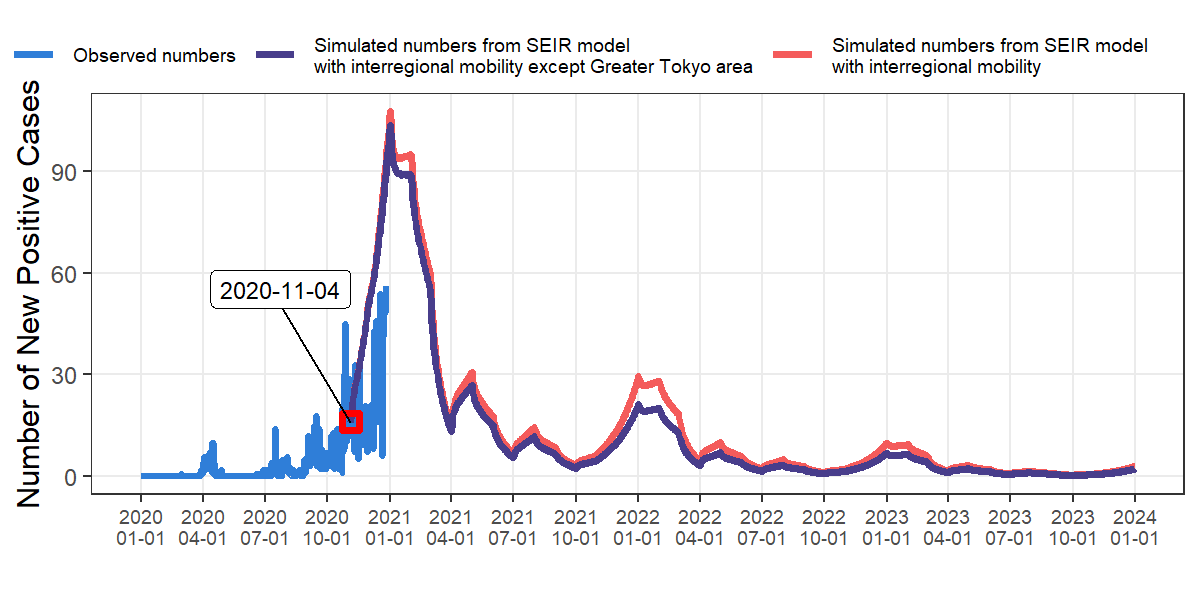 Observed numbers
Simulated numbers from SEIR model
with interregional mobility except Greater Tokyo area
Simulated numbers from SEIR model
with interregional mobility
Number of New Positive Cases
90
60
30
0
2020-11-04
2020 2020 2020 2020 2021 2021 2021 2021 2022 2022 2022 2022 2023 2023 2023 2023 2024
01-01 04-01 07-01 10-01 01-01 04-01 07-01 10-01 01-01 04-01 07-01 10-01 01-01 04-01 07-01 10-01 01-01